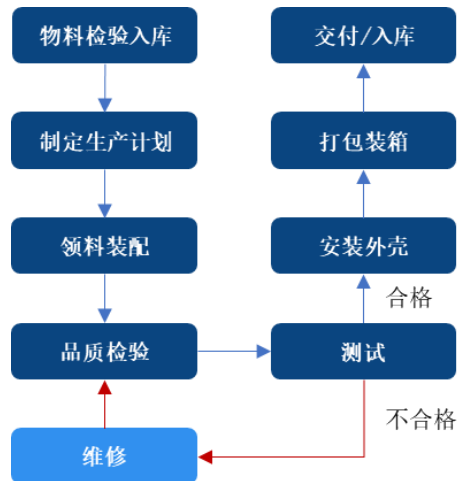 物料检验入库
制定生产计划
领料装配
品质检验
维修
交付/入库
打包装箱
安装外壳
合格
测试
不合格